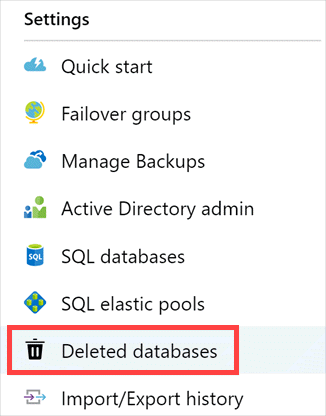 Settings
Quick start
Failover groups
Manage Backups
Active Directory admin
SQL
SQL databases
SQL elastic pools
Deleted databases
Import/Export history